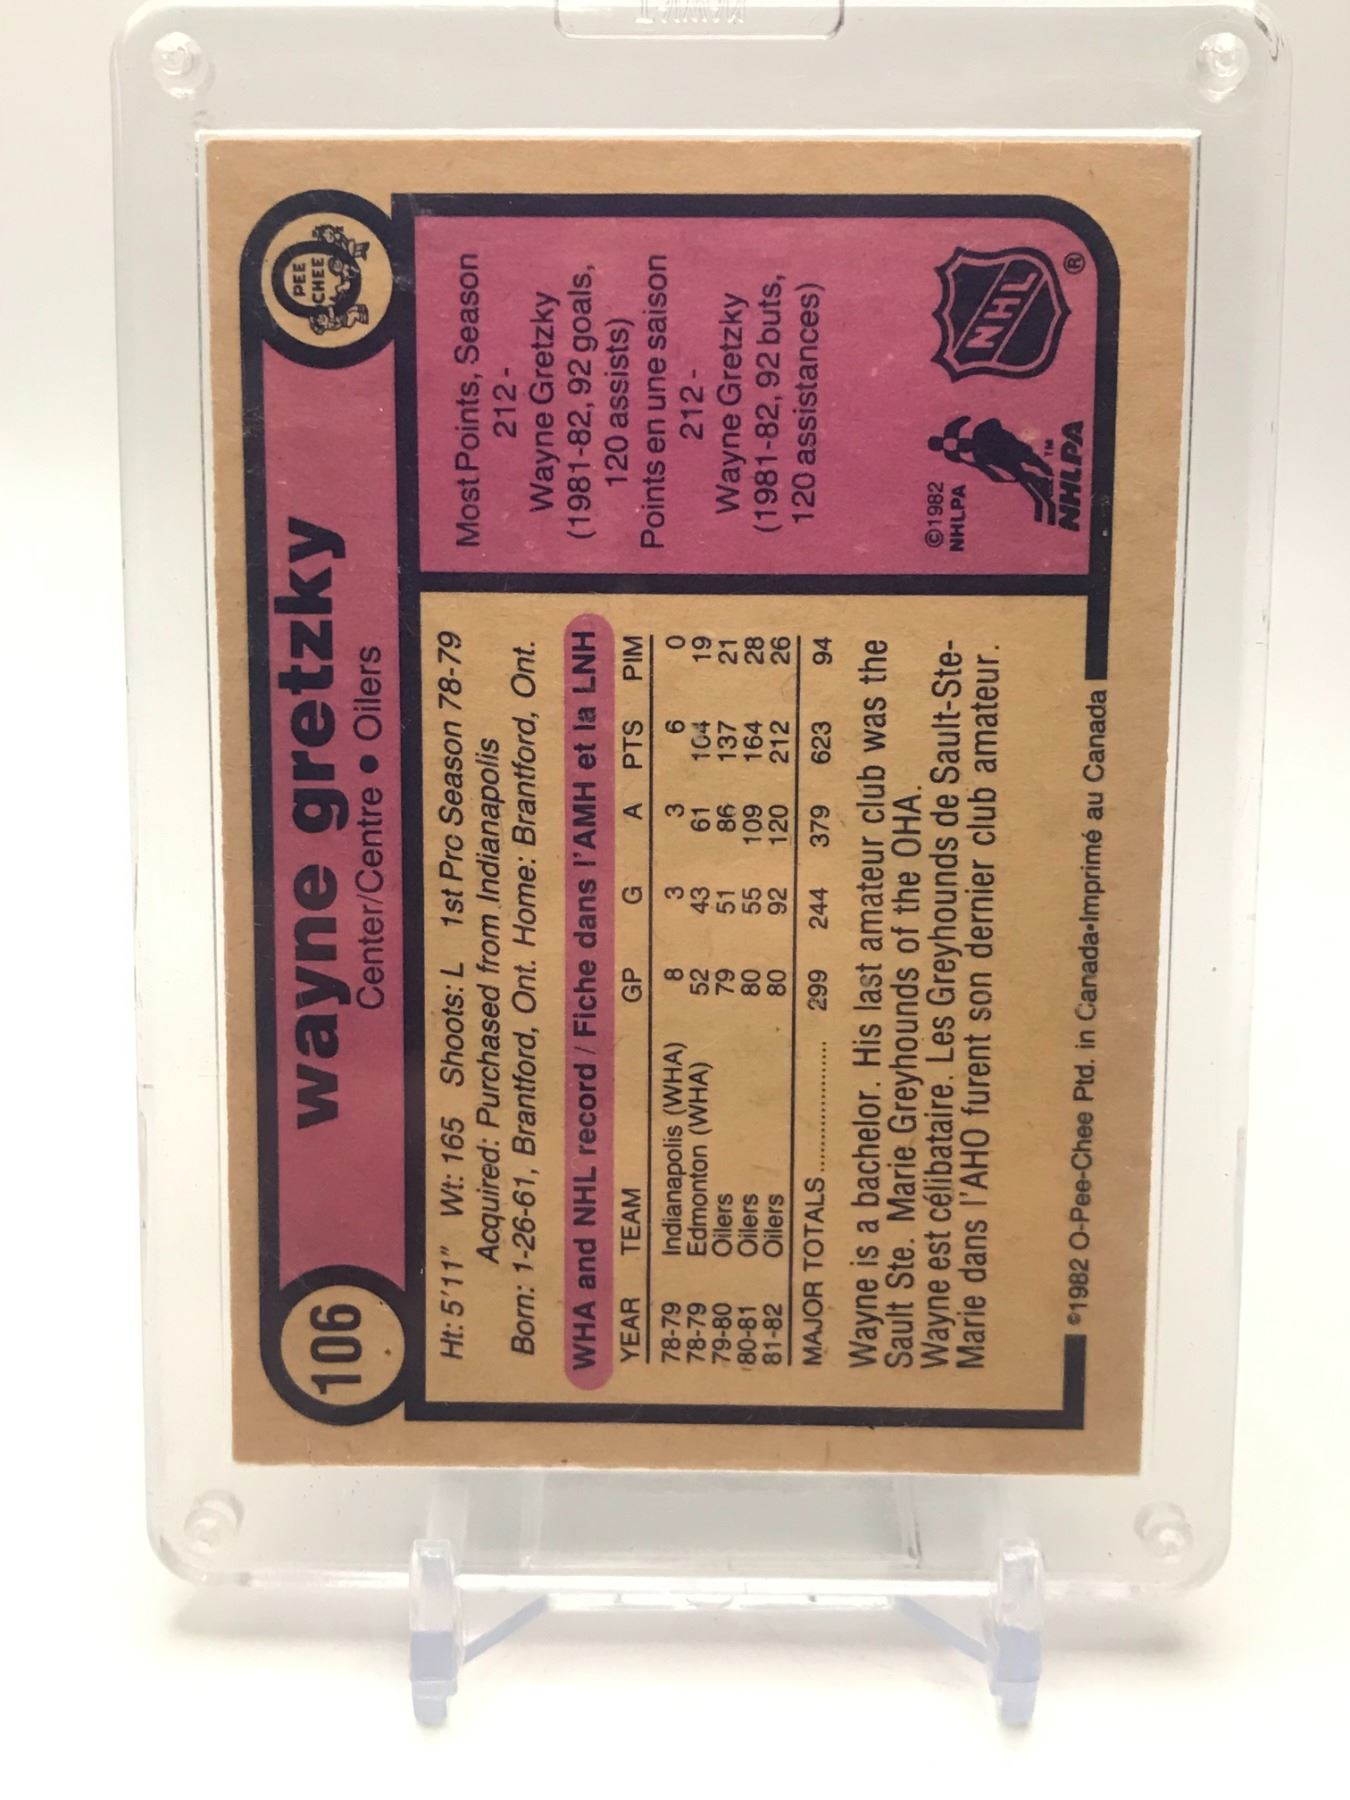 106
wayne gretzky
Center/Centre • Oilers
O
PEE
CHEE
Ht: 5'11" Wt: 165 Shoots: L 1st Pro Season 78-79
Acquired: Purchased from Indianapolis
Born: 1-26-61, Brantford, Ont. Home: Brantford, Ont.
WHA and NHL record / Fiche dans l'AMH et la LNH
YEAR TEAM GP G A PTS PIM
78-79 Indianapolis (WHA) 8 3 3 6 0
78-79 Edmonton (WHA) 52 43 61 104 19
79-80 Oilers 79 51 86 137 21
80-81 Oilers 80 55 109 164 28
81-82 Oilers 80 92 120 212 26
MAJOR TOTALS .................. 299 244 379 623 94
Wayne is a bachelor. His last amateur club was the
Sault Ste. Marie Greyhounds of the OHA.
Wayne est célibataire. Les Greyhounds de Sault-Ste-
Marie dans l'AHO furent son dernier club amateur.
Most Points, Season
212 -
Wayne Gretzky
(1981-82, 92 goals,
120 assists)
Points en une saison
212 -
Wayne Gretzky
(1981-82, 92 buts,
120 assistances)
©1982
NHLPA
NHLPA™
NHL®
©1982 O-Pee-Chee Ptd. in Canada•Imprimé au Canada